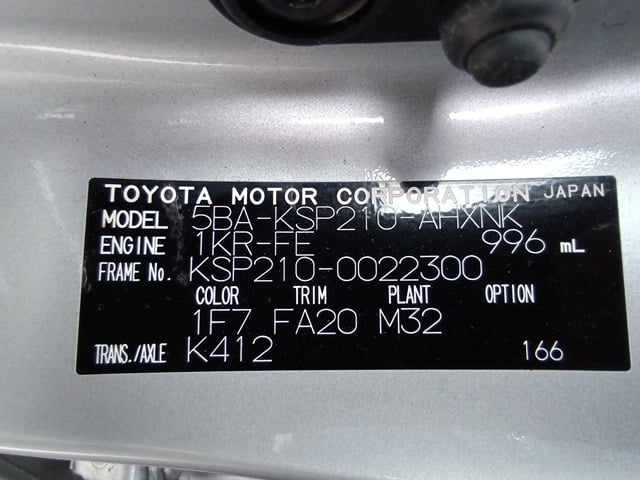 TOYOTA MOTOR CORPORATION JAPAN
MODEL 5BA-KSP210-AHXNK
ENGINE 1KR-FE 996 mL
FRAME No. KSP210-0022300
COLOR TRIM PLANT OPTION
1F7 FA20 M32
TRANS./AXLE K412 166